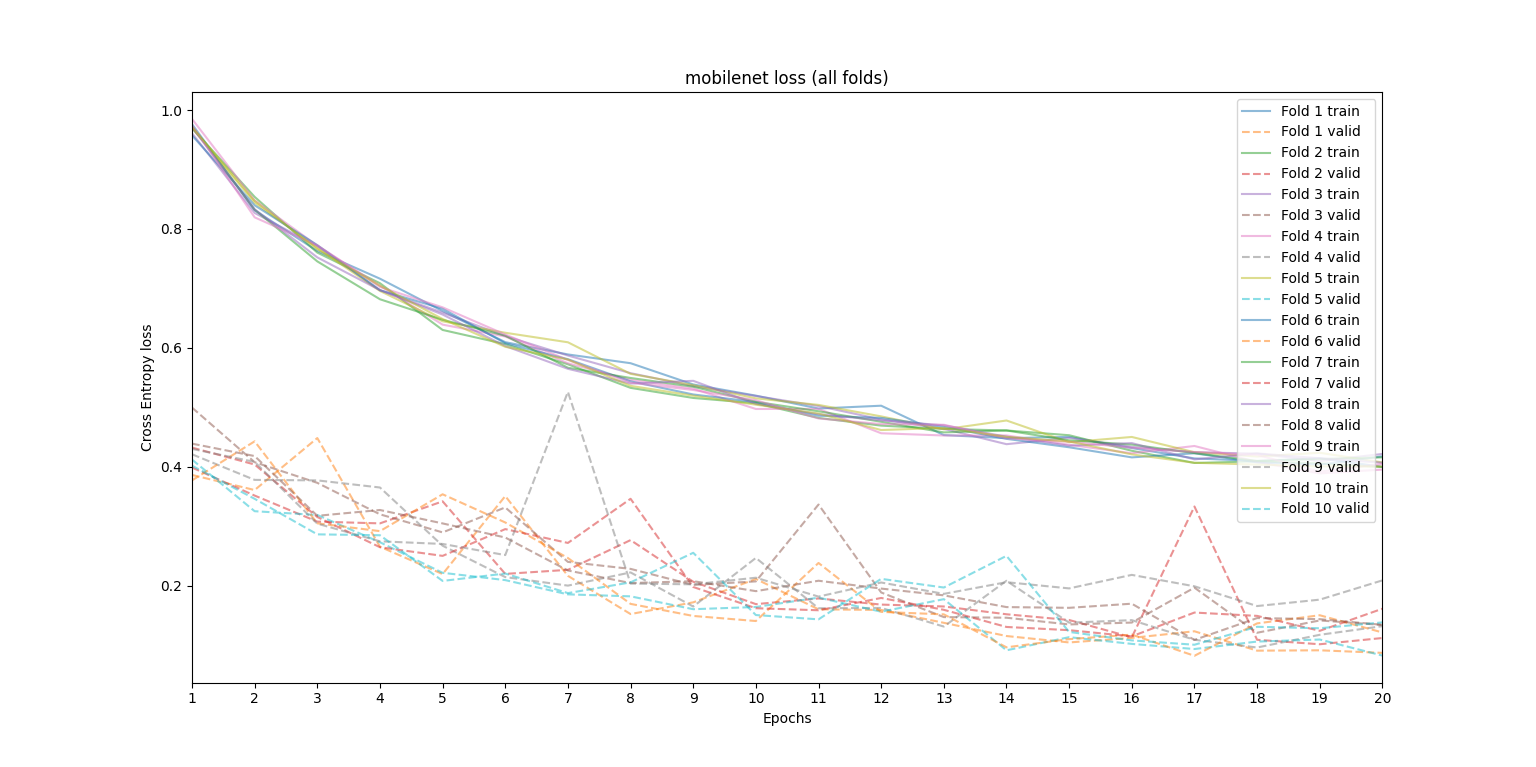 mobilenet loss (all folds)
Cross Entropy loss
1.0
0.8
0.6
0.4
0.2
1 2 3 4 5 6 7 8 9 10 11 12 13 14 15 16 17 18 19 20
Epochs
Fold 1 train
Fold 1 valid
Fold 2 train
Fold 2 valid
Fold 3 train
Fold 3 valid
Fold 4 train
Fold 4 valid
Fold 5 train
Fold 5 valid
Fold 6 train
Fold 6 valid
Fold 7 train
Fold 7 valid
Fold 8 train
Fold 8 valid
Fold 9 train
Fold 9 valid
Fold 10 train
Fold 10 valid